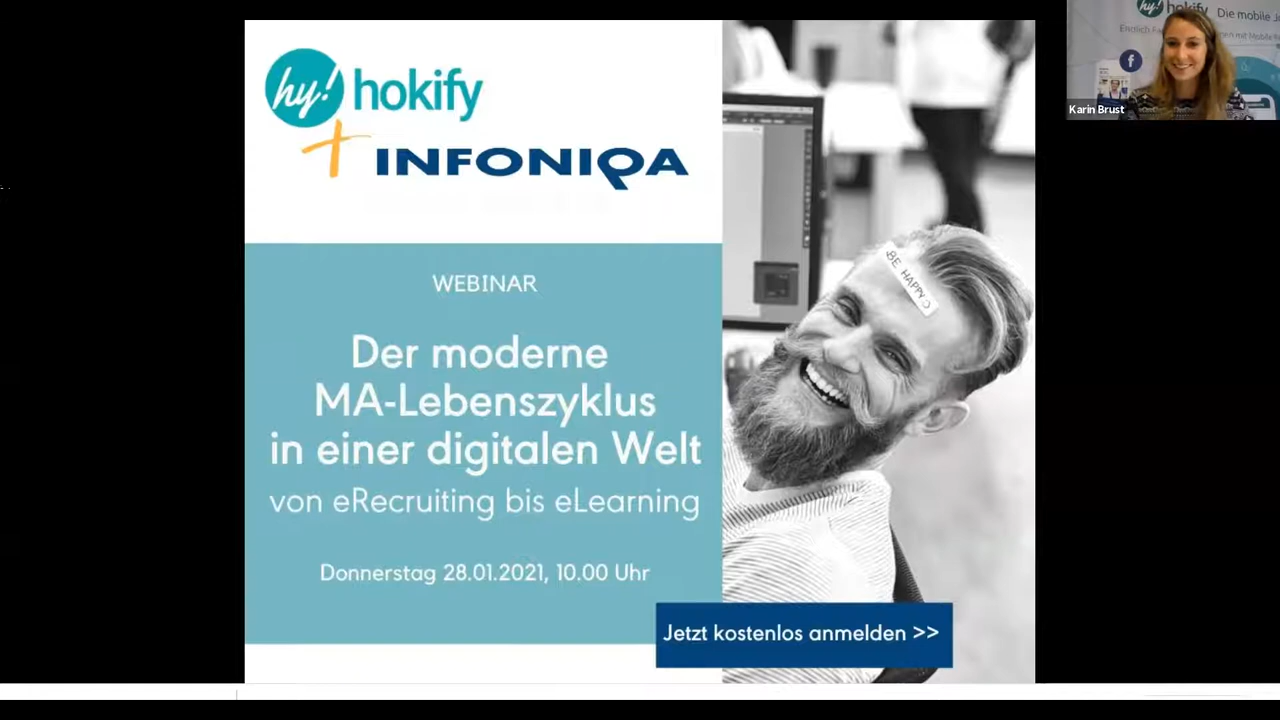 hy! hokify
+ INFONIQA
WEBINAR
Der moderne
MA-Lebenszyklus
in einer digitalen Welt
von eRecruiting bis eLearning
Donnerstag 28.01.2021, 10.00 Uhr
Jetzt kostenlos anmelden >>
BE HAPPY
hy! hokify
Die mobile
f
Karin Brust